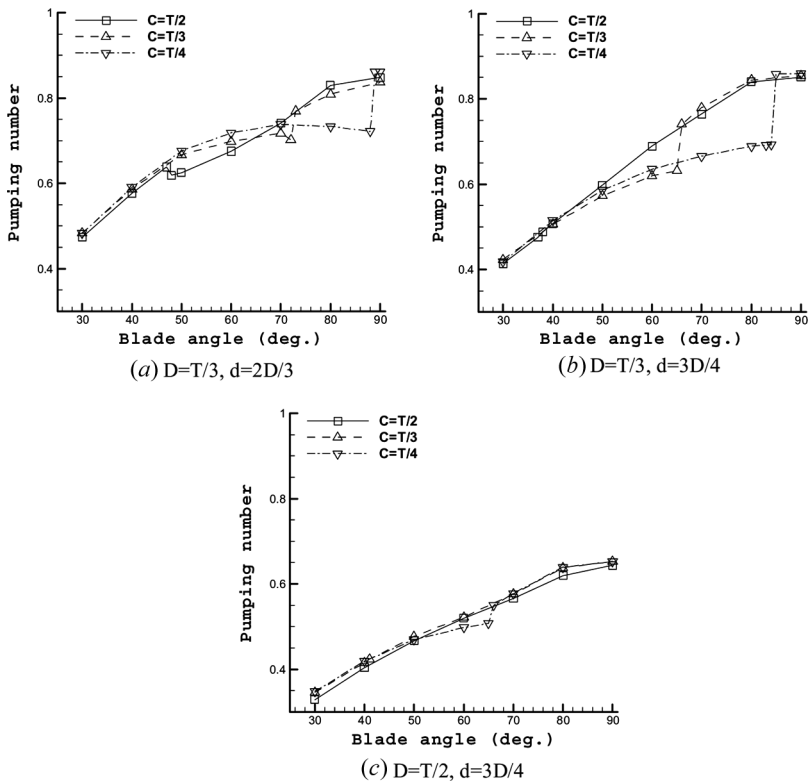 C=T/2
C=T/3
C=T/4
Pumping number
1
0.8
0.6
0.4
30 40 50 60 70 80 90
Blade angle (deg.)
(a) D=T/3, d=2D/3
C=T/2
C=T/3
C=T/4
Pumping number
1
0.8
0.6
0.4
30 40 50 60 70 80 90
Blade angle (deg.)
(b) D=T/3, d=3D/4
C=T/2
C=T/3
C=T/4
Pumping number
1
0.8
0.6
0.4
30 40 50 60 70 80 90
Blade angle (deg.)
(c) D=T/2, d=3D/4